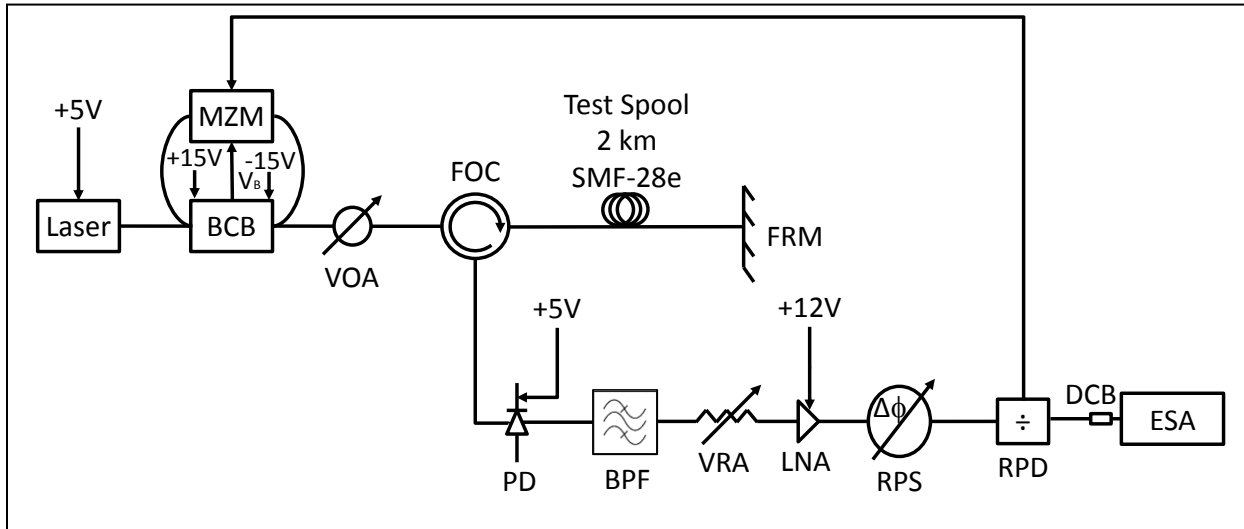 MZM
+5V
+15V
-15V
V_B
Laser
BCB
VOA
FOC
Test Spool
2 km
SMF-28e
FRM
+5V
PD
BPF
VRA
+12V
LNA
Δϕ
RPS
÷
RPD
DCB
ESA